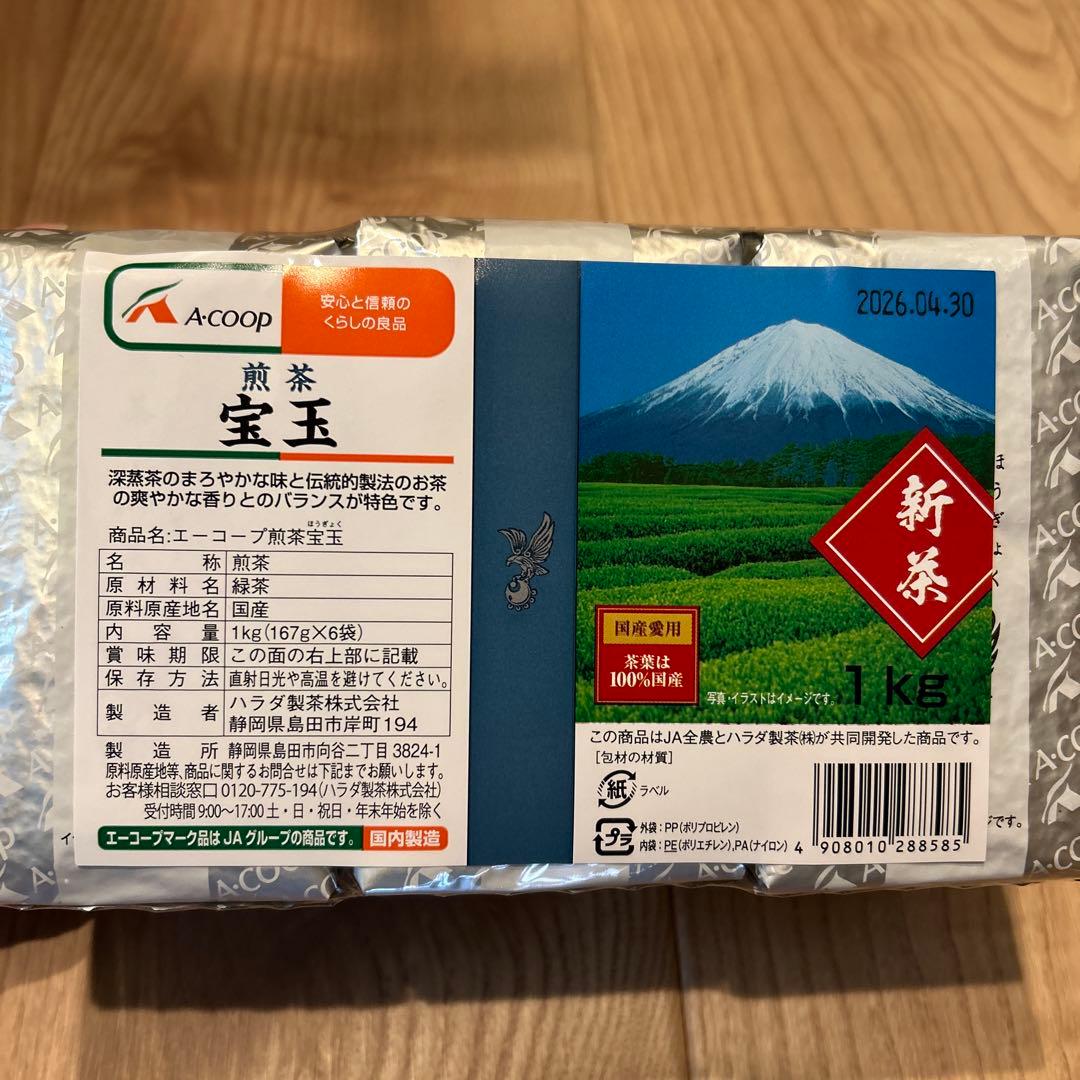 A·COOP
安心と信頼の
くらしの良品
煎茶
宝玉
深蒸茶のまろやかな味と伝統的製法のお茶
の爽やかな香りとのバランスが特色です。
ほうぎょく
商品名:エーコープ煎茶宝玉
名称 煎茶
原材料名 緑茶
原料原産地名 国産
内容量 1kg(167g×6袋)
賞味期限 この面の右上部に記載
保存方法 直射日光や高温を避けてください。
製造者 ハラダ製茶株式会社
静岡県島田市岸町194
製造所 静岡県島田市向谷二丁目3824-1
原料原産地等、商品に関するお問合せは下記までお願いします。
お客様相談窓口 0120-775-194(ハラダ製茶株式会社)
受付時間 9:00〜17:00 土・日・祝日・年末年始を除く
エーコープマーク品はJAグループの商品です。 国内製造
2026.04.30
新茶
国産愛用
茶葉は
100%国産
写真・イラストはイメージです。
1kg
この商品はJA全農とハラダ製茶㈱が共同開発した商品です。
[包材の材質]
紙 ラベル
プラ 外袋:PP(ポリプロピレン)
内袋:PE(ポリエチレン),PA(ナイロン)
4 908010 288585
ほうぎょく
A·COOP
A·COOP
A·COOP
A·COOP